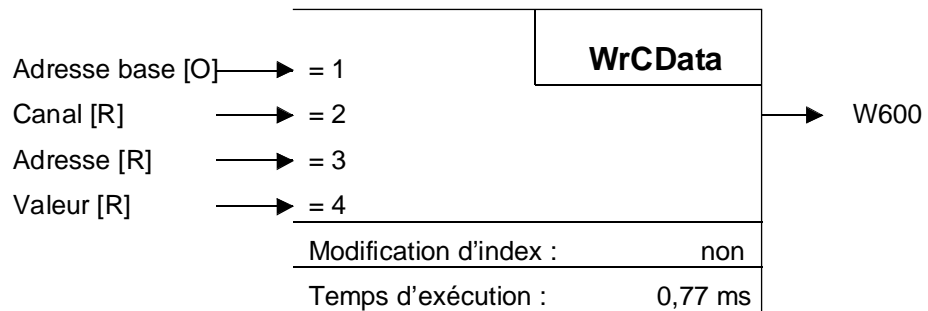 WrCData
Adresse base [O] = 1
W600
Canal [R] = 2
Adresse [R] = 3
Valeur [R] = 4
Modification d’index : non
Temps d’exécution : 0,77 ms